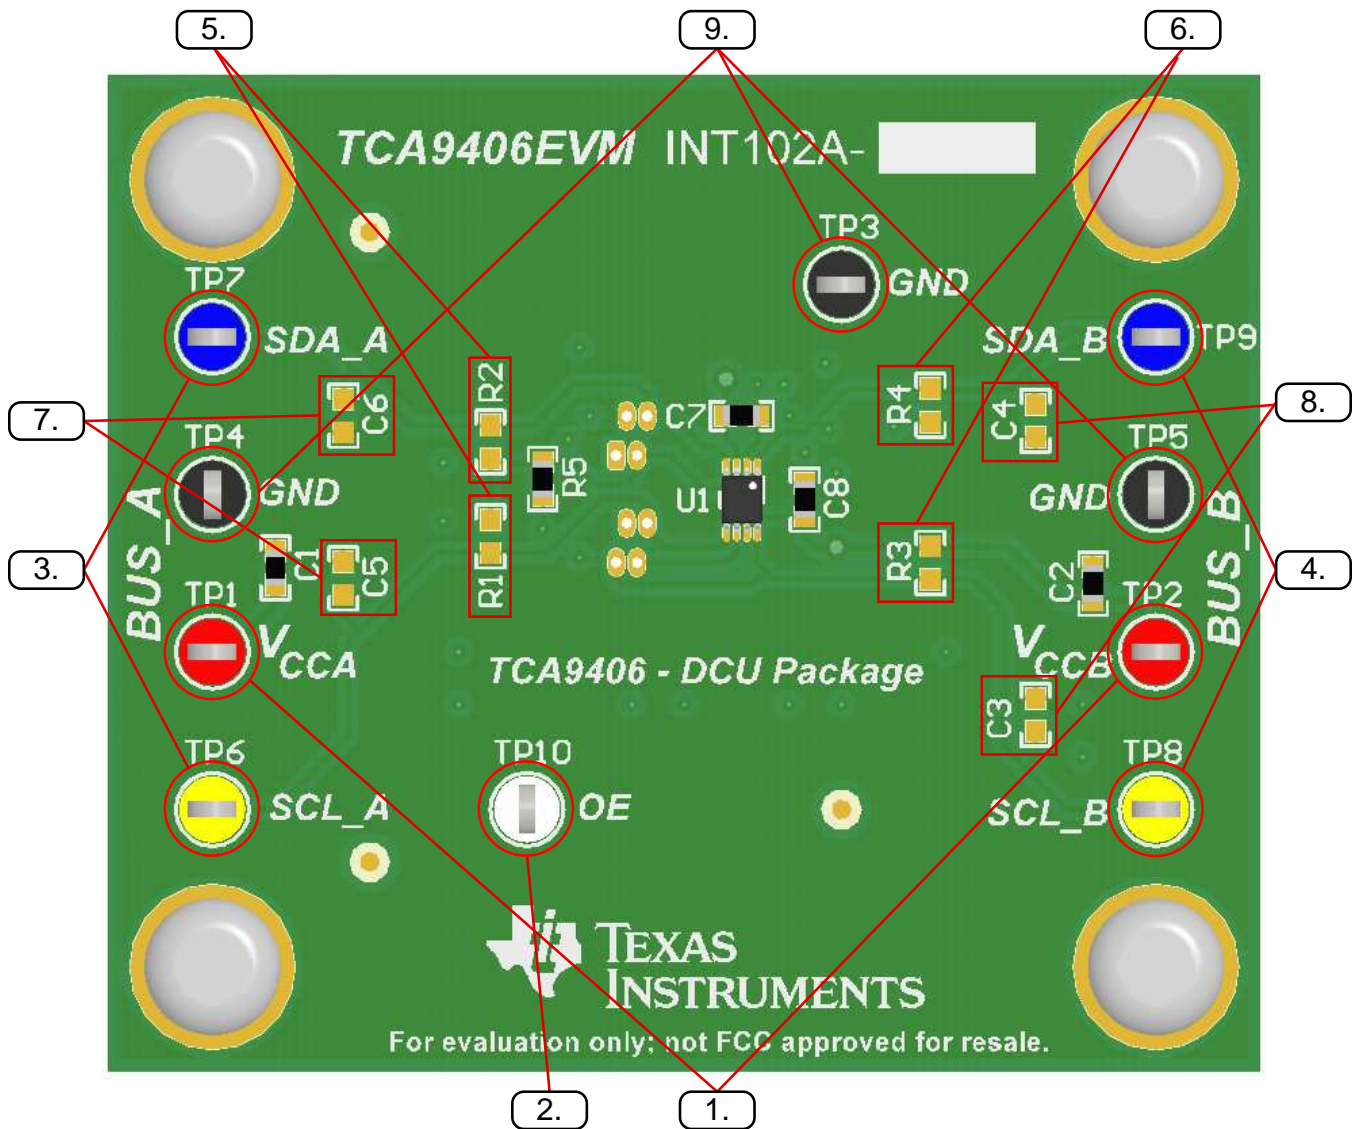 5.
9.
6.
TCA9406EVM INT102A-
TP3
GND
TP7
SDA_A
SDA_B
TP9
R2
C6
C7
R4
C4
7.
8.
TP4
GND
TP5
GND
R5
U1
C8
BUS_A
BUS_B
C1
C5
R1
R3
C2
3.
4.
TP1
VCCA
TP2
VCCB
TCA9406 - DCU Package
C3
TP6
SCL_A
TP10
OE
TP8
SCL_B
TEXAS
INSTRUMENTS
For evaluation only; not FCC approved for resale.
2.
1.